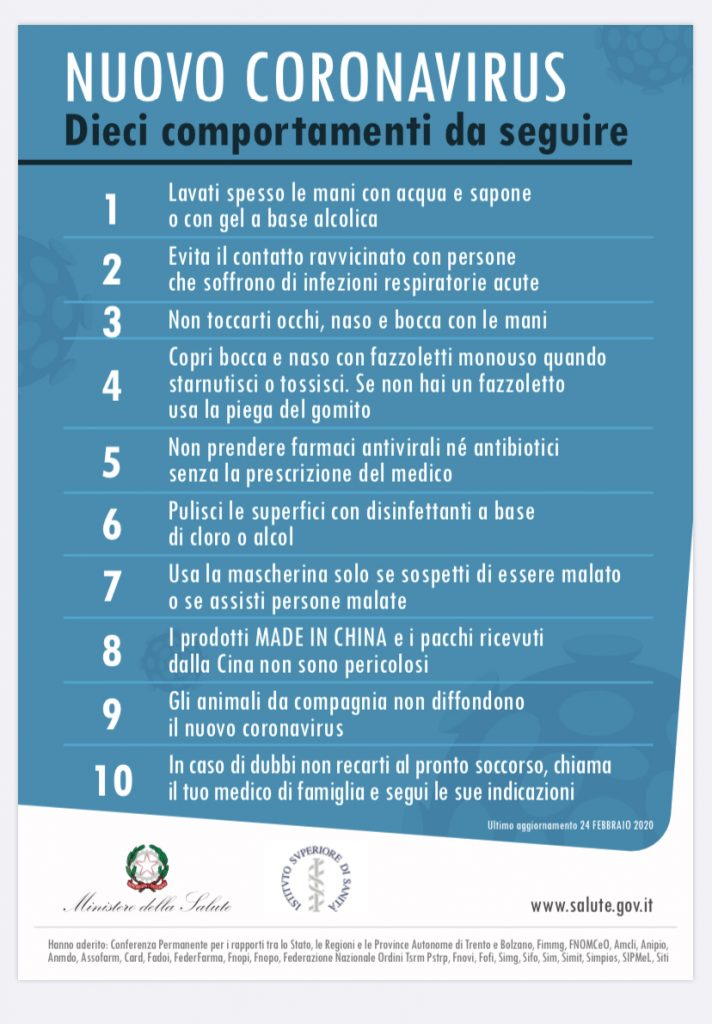 NUOVO CORONAVIRUS
Dieci comportamenti da seguire
1
Lavati spesso le mani con acqua e sapone
o con gel a base alcolica
2
Evita il contatto ravvicinato con persone
che soffrono di infezioni respiratorie acute
3
Non toccarti occhi, naso e bocca con le mani
4
Copri bocca e naso con fazzoletti monouso quando
starnutisci o tossisci. Se non hai un fazzoletto
usa la piega del gomito
5
Non prendere farmaci antivirali né antibiotici
senza la prescrizione del medico
6
Pulisci le superfici con disinfettanti a base
di cloro o alcol
7
Usa la mascherina solo se sospetti di essere malato
o se assisti persone malate
8
I prodotti MADE IN CHINA e i pacchi ricevuti
dalla Cina non sono pericolosi
9
Gli animali da compagnia non diffondono
il nuovo coronavirus
10
In caso di dubbi non recarti al pronto soccorso, chiama
il tuo medico di famiglia e segui le sue indicazioni
Ultimo aggiornamento 24 FEBBRAIO 2020
Ministero della Salute
ISTITVTO SVPERIORE DI SANITÀ
www.salute.gov.it
Hanno aderito: Conferenza Permanente per i rapporti tra lo Stato, le Regioni e le Province Autonome di Trento e Bolzano, Fimmg, FNOMCeO, Amcli, Anipio,
Anmdo, Assofarm, Card, Fadoi, FederFarma, Fnopi, Fnopo, Federazione Nazionale Ordini Tsrm Pstrp, Fnovi, Fofi, Simg, Sifo, Sim, Simit, Simpios, SIPMeL, Siti